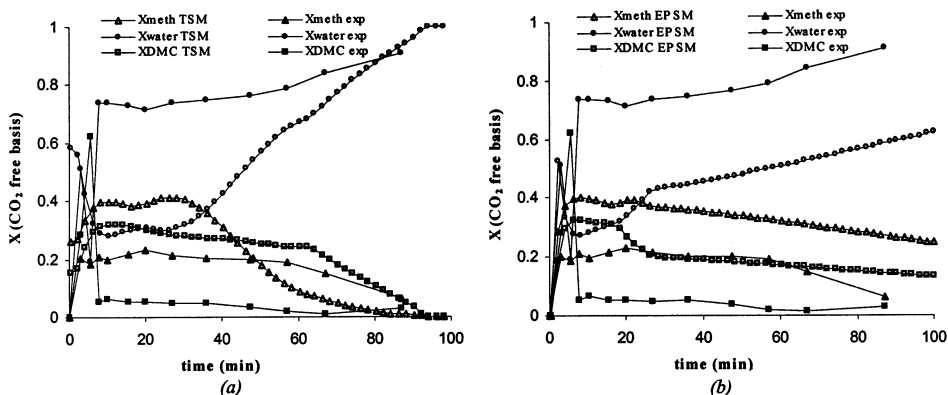 Xmeth TSM
Xmeth exp
Xwater TSM
Xwater exp
XDMC TSM
XDMC exp
X (CO2 free basis)
1
0.8
0.6
0.4
0.2
0
0 20 40 60 80 100
time (min)
(a)
Xmeth EPSM
Xmeth exp
Xwater EPSM
Xwater exp
XDMC EPSM
XDMC exp
X (CO2 free basis)
1
0.8
0.6
0.4
0.2
0
0 20 40 60 80 100
time (min)
(b)